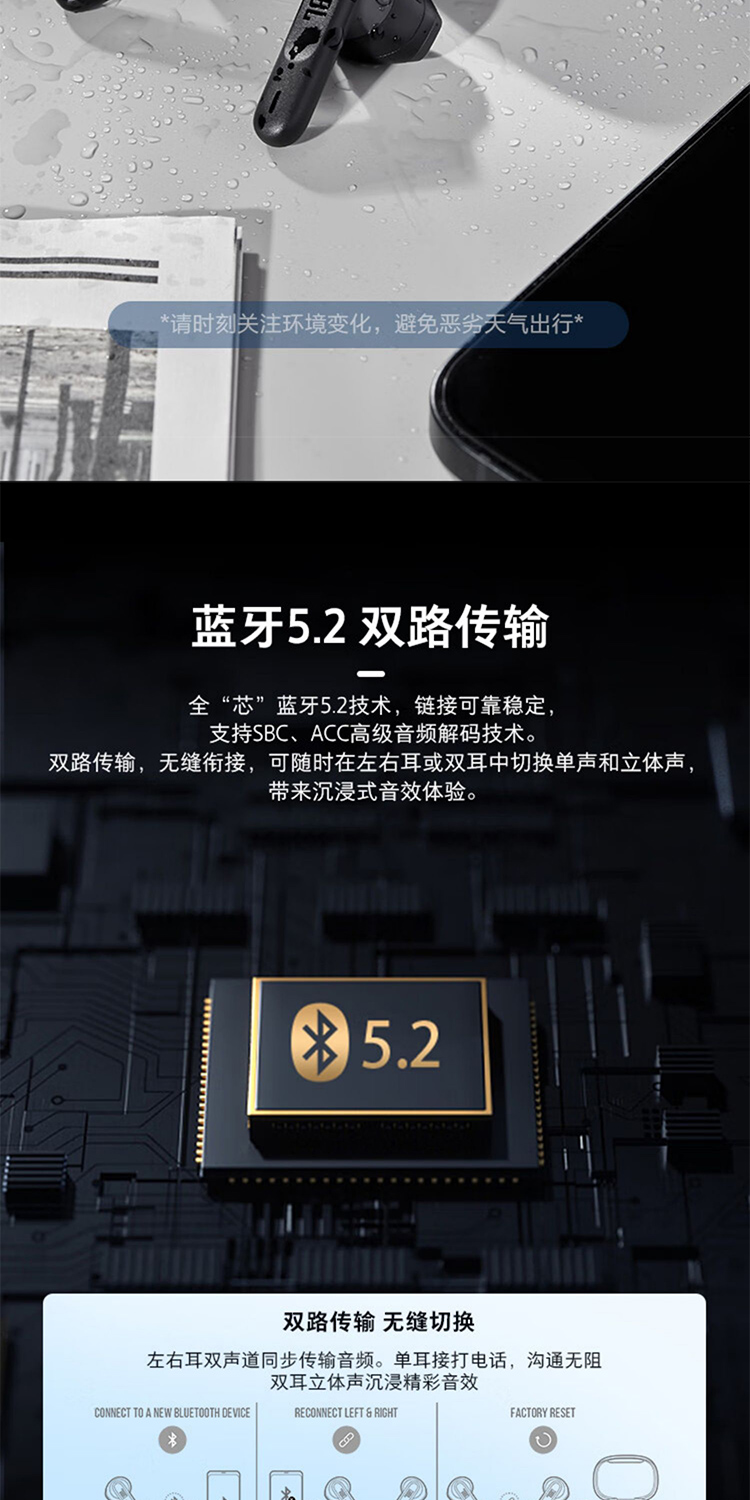 *请时刻关注环境变化，避免恶劣天气出行*
蓝牙5.2 双路传输
全“芯”蓝牙5.2技术，链接可靠稳定，
支持SBC、ACC高级音频解码技术。
双路传输，无缝衔接，可随时在左右耳或双耳中切换单声和立体声，
带来沉浸式音效体验。
5.2
双路传输 无缝切换
左右耳双声道同步传输音频。单耳接打电话，沟通无阻
双耳立体声沉浸精彩音效
CONNECT TO A NEW BLUETOOTH DEVICE
RECONNECT LEFT & RIGHT
FACTORY RESET